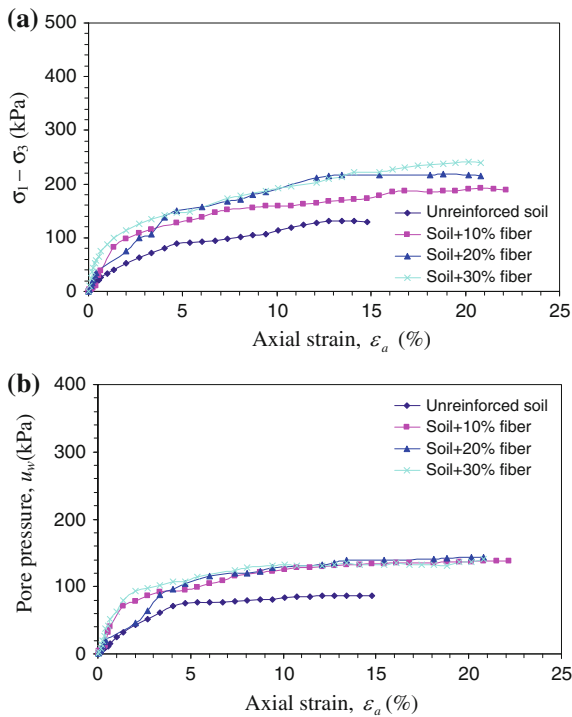 (a)
500
400
300
200
100
0
σ1 – σ3 (kPa)
Unreinforced soil
Soil+10% fiber
Soil+20% fiber
Soil+30% fiber
0 5 10 15 20 25
Axial strain, εa (%)
(b)
400
300
200
100
0
Pore pressure, uw(kPa)
Unreinforced soil
Soil+10% fiber
Soil+20% fiber
Soil+30% fiber
0 5 10 15 20 25
Axial strain, εa (%)